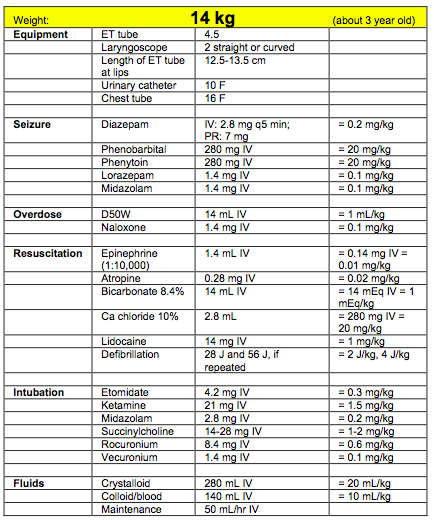 Weight: 14 kg (about 3 year old)
Equipment ET tube 4.5
Laryngoscope 2 straight or curved
Length of ET tube 12.5-13.5 cm
at lips
Urinary catheter 10 F
Chest tube 16 F
Seizure Diazepam IV: 2.8 mg q5 min; = 0.2 mg/kg
PR: 7 mg
Phenobarbital 280 mg IV = 20 mg/kg
Phenytoin 280 mg IV = 20 mg/kg
Lorazepam 1.4 mg IV = 0.1 mg/kg
Midazolam 1.4 mg IV = 0.1 mg/kg
Overdose D50W 14 mL IV = 1 mL/kg
Naloxone 1.4 mg IV = 0.1 mg/kg
Resuscitation Epinephrine 1.4 mL IV = 0.14 mg IV =
(1:10,000) 0.01 mg/kg
Atropine 0.28 mg IV = 0.02 mg/kg
Bicarbonate 8.4% 14 mL IV = 14 mEq IV = 1
mEq/kg
Ca chloride 10% 2.8 mL = 280 mg IV =
20 mg/kg
Lidocaine 14 mg IV = 1 mg/kg
Defibrillation 28 J and 56 J, if = 2 J/kg, 4 J/kg
repeated
Intubation Etomidate 4.2 mg IV = 0.3 mg/kg
Ketamine 21 mg IV = 1.5 mg/kg
Midazolam 2.8 mg IV = 0.2 mg/kg
Succinylcholine 14-28 mg IV = 1-2 mg/kg
Rocuronium 8.4 mg IV = 0.6 mg/kg
Vecuronium 1.4 mg IV = 0.1 mg/kg
Fluids Crystalloid 280 mL IV = 20 mL/kg
Colloid/blood 140 mL IV = 10 mL/kg
Maintenance 50 mL/hr IV